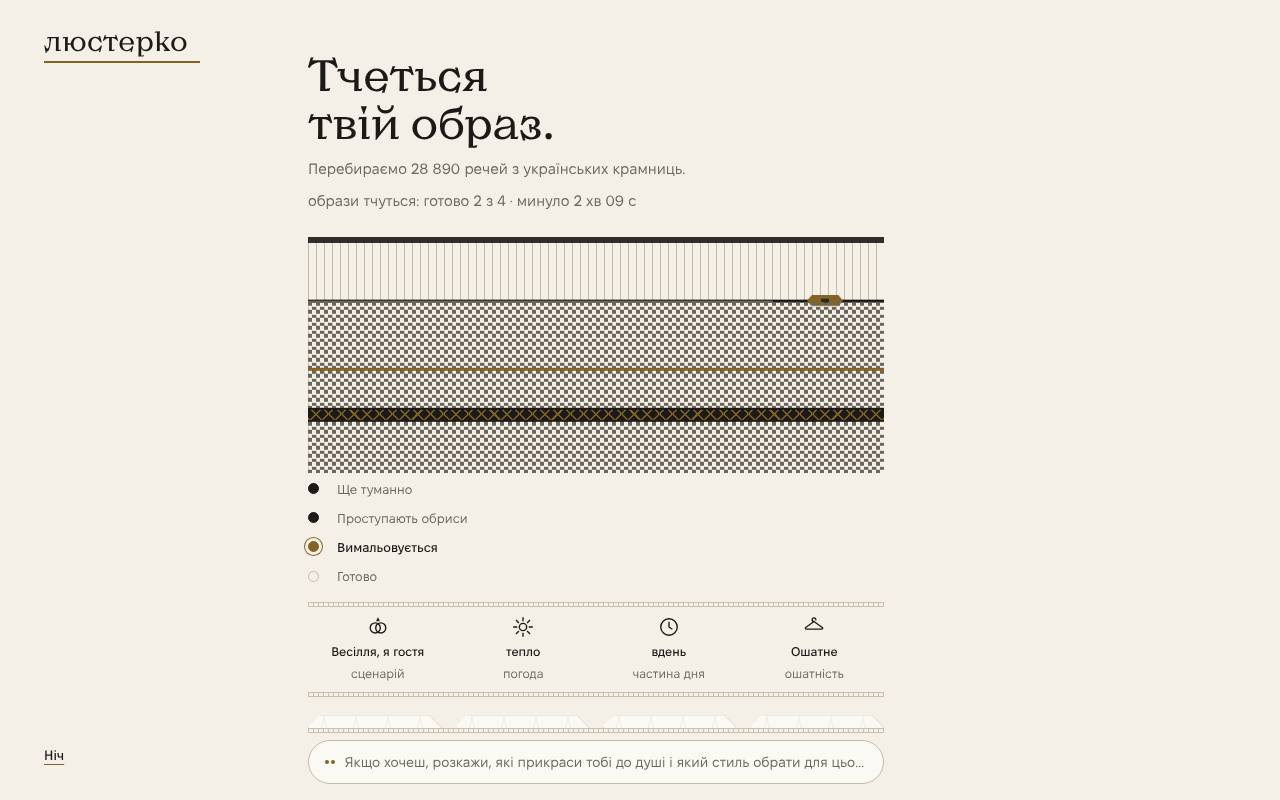 люстерко
Тчеться
твій образ.
Перебираємо 28 890 речей з українських крамниць.
образи тчуться: готово 2 з 4 · минуло 2 хв 09 с
Ще туманно
Проступають обриси
Вимальовується
Готово
Весілля, я гостя
сценарій
тепло
погода
вдень
частина дня
Ошатне
ошатність
Якщо хочеш, розкажи, які прикраси тобі до душі і який стиль обрати для цьо...
Ніч